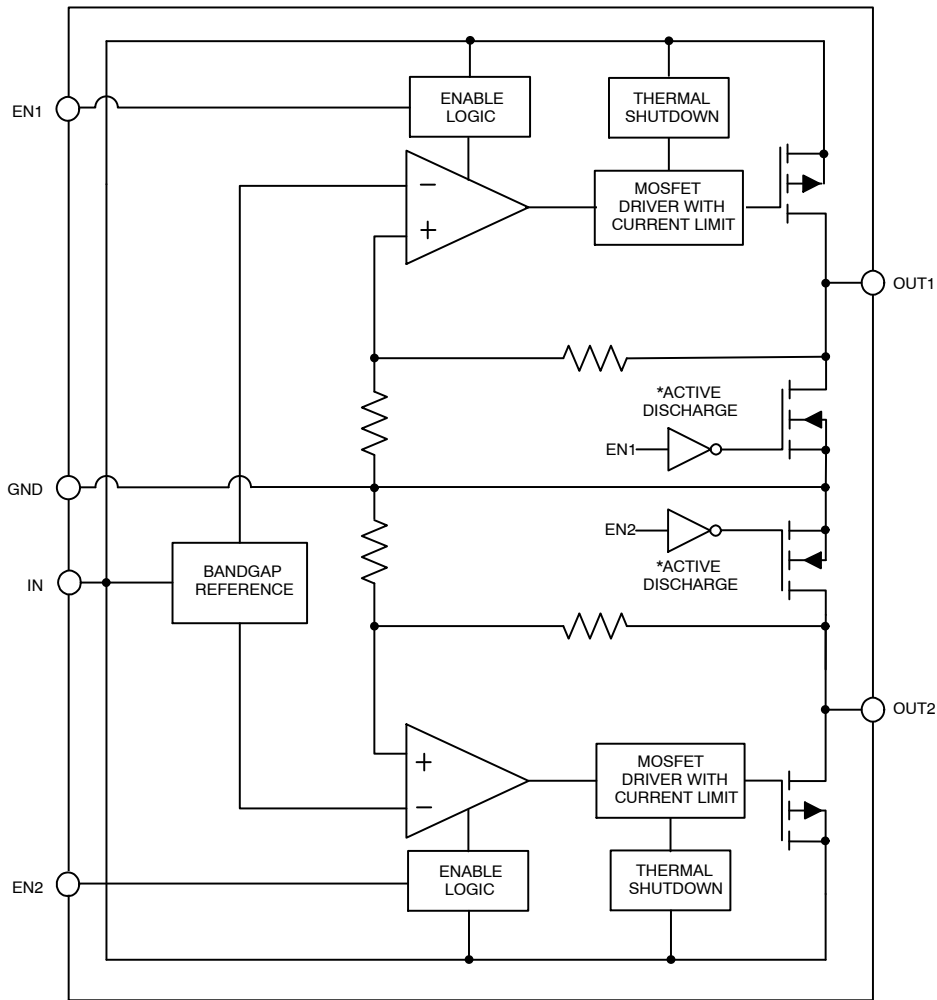 EN1
ENABLE
LOGIC
THERMAL
SHUTDOWN
−
+
MOSFET
DRIVER WITH
CURRENT LIMIT
OUT1
*ACTIVE
DISCHARGE
EN1
GND
EN2
*ACTIVE
DISCHARGE
IN
BANDGAP
REFERENCE
OUT2
+
−
MOSFET
DRIVER WITH
CURRENT LIMIT
EN2
ENABLE
LOGIC
THERMAL
SHUTDOWN